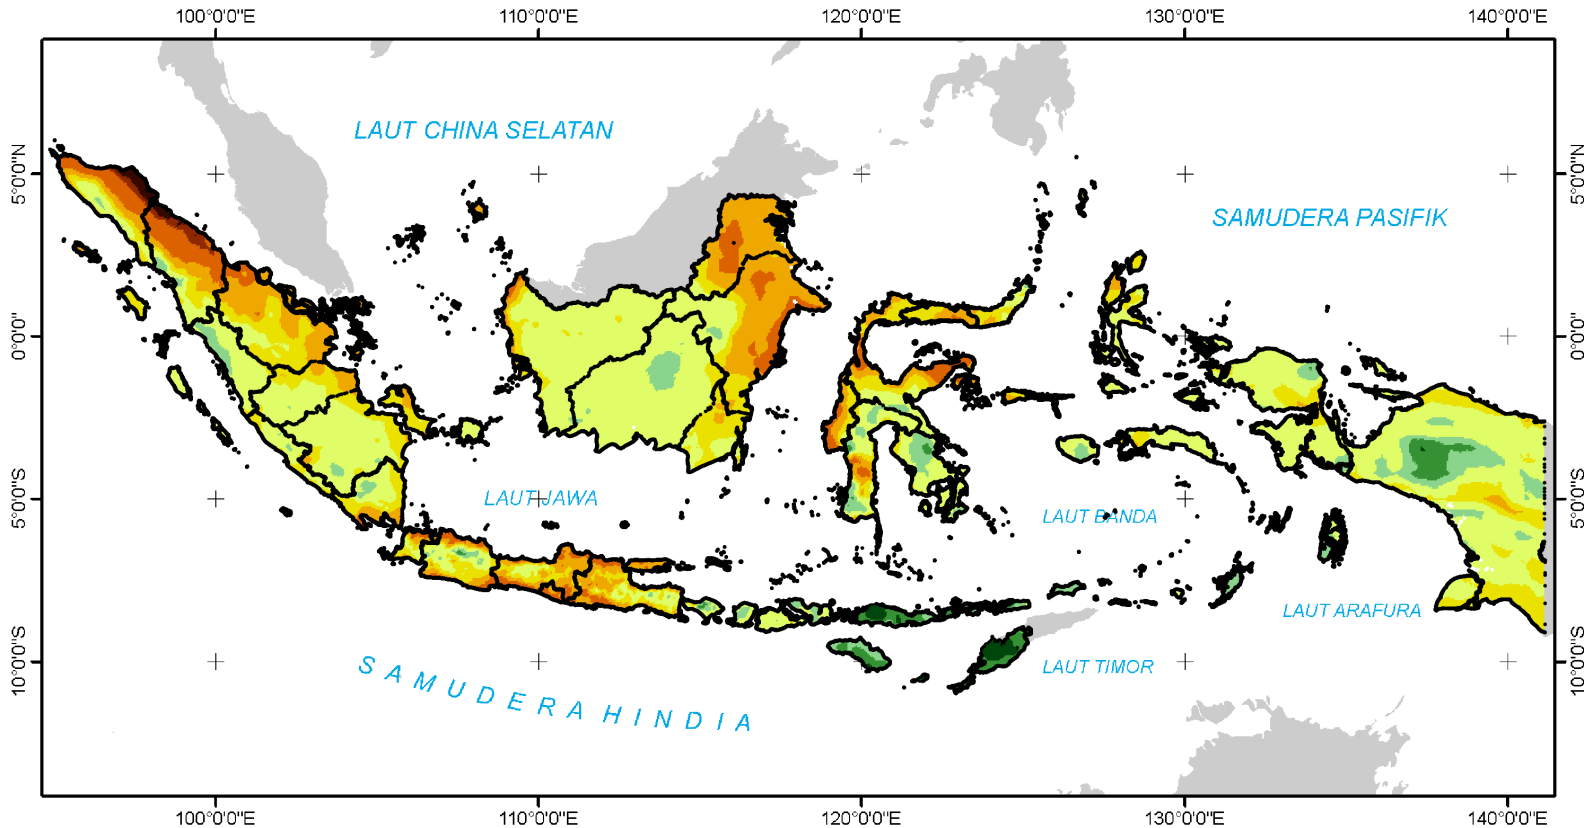 100°0'0"E 110°0'0"E 120°0'0"E 130°0'0"E 140°0'0"E
LAUT CHINA SELATAN
5°0'0"N 5°0'0"N
SAMUDERA PASIFIK
0°0'0" 0°0'0"
LAUT JAWA
5°0'0"S 5°0'0"S
LAUT BANDA
LAUT ARAFURA
10°0'0"S 10°0'0"S
LAUT TIMOR
SAMUDERA HINDIA
100°0'0"E 110°0'0"E 120°0'0"E 130°0'0"E 140°0'0"E